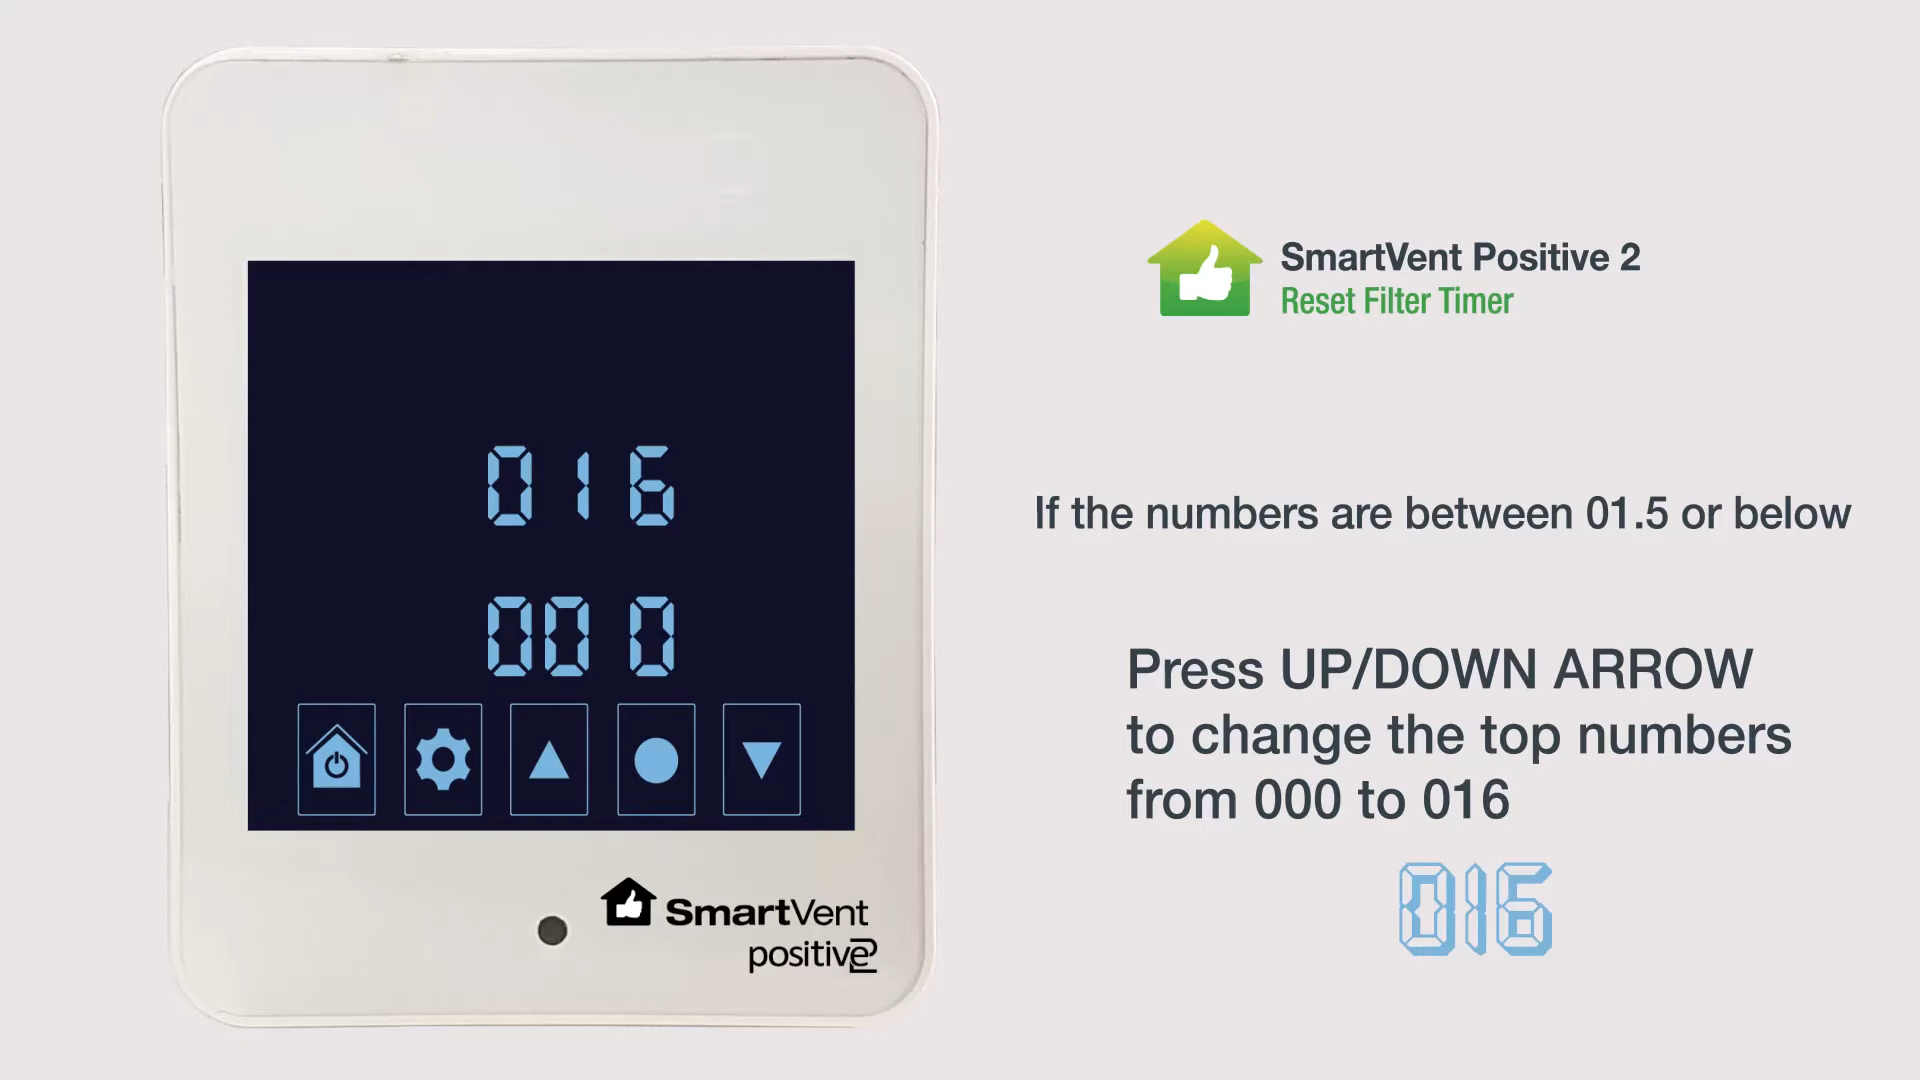 016
000
SmartVent
positive2
SmartVent Positive 2
Reset Filter Timer
If the numbers are between 01.5 or below
Press UP/DOWN ARROW
to change the top numbers
from 000 to 016
016